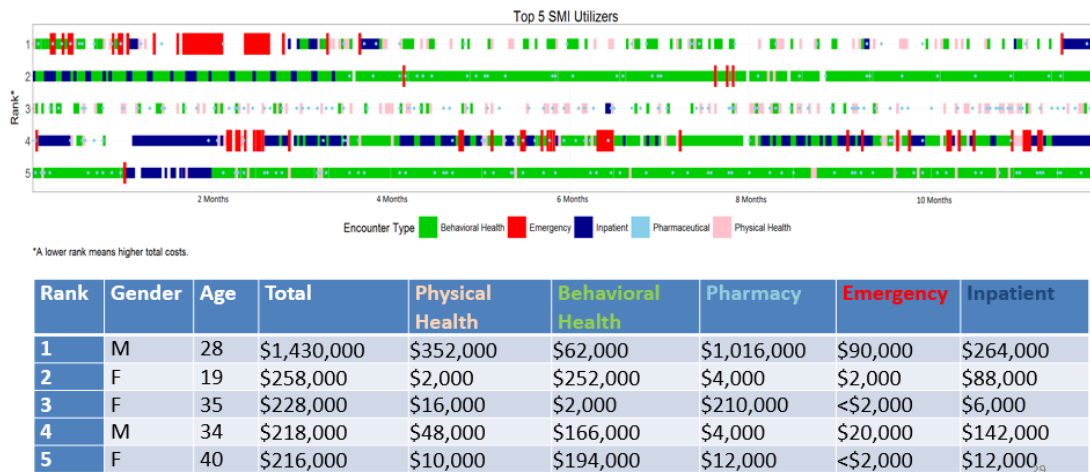 Top 5 SMI Utilizers
Rank*
1
2
3
4
5
2 Months 4 Months 6 Months 8 Months 10 Months
Encounter Type Behavioral Health Emergency Inpatient Pharmaceutical Physical Health
*A lower rank means higher total costs.
Rank Gender Age Total Physical Health Behavioral Health Pharmacy Emergency Inpatient
1 M 28 $1,430,000 $352,000 $62,000 $1,016,000 $90,000 $264,000
2 F 19 $258,000 $2,000 $252,000 $4,000 $2,000 $88,000
3 F 35 $228,000 $16,000 $2,000 $210,000 <$2,000 $6,000
4 M 34 $218,000 $48,000 $166,000 $4,000 $20,000 $142,000
5 F 40 $216,000 $10,000 $194,000 $12,000 <$2,000 $12,000
29